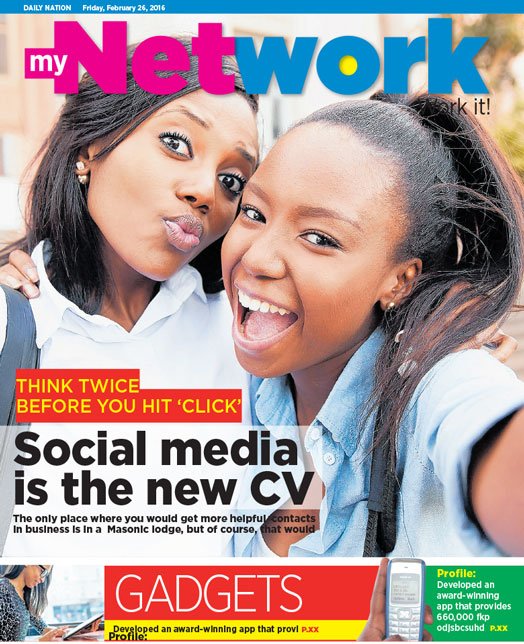 DAILY NATION Friday, February 26, 2016
my Network
it!
THINK TWICE
BEFORE YOU HIT ‘CLICK’
Social media
is the new CV
The only place where you would get more helpful contacts
in business is in a Masonic lodge, but of course, that would
GADGETS
Developed an award-winning app that provi P.XX
Profile:
Profile:
Developed an
award-winning
app that provides
660,000 fkp
odjsbcsuhd P.XX